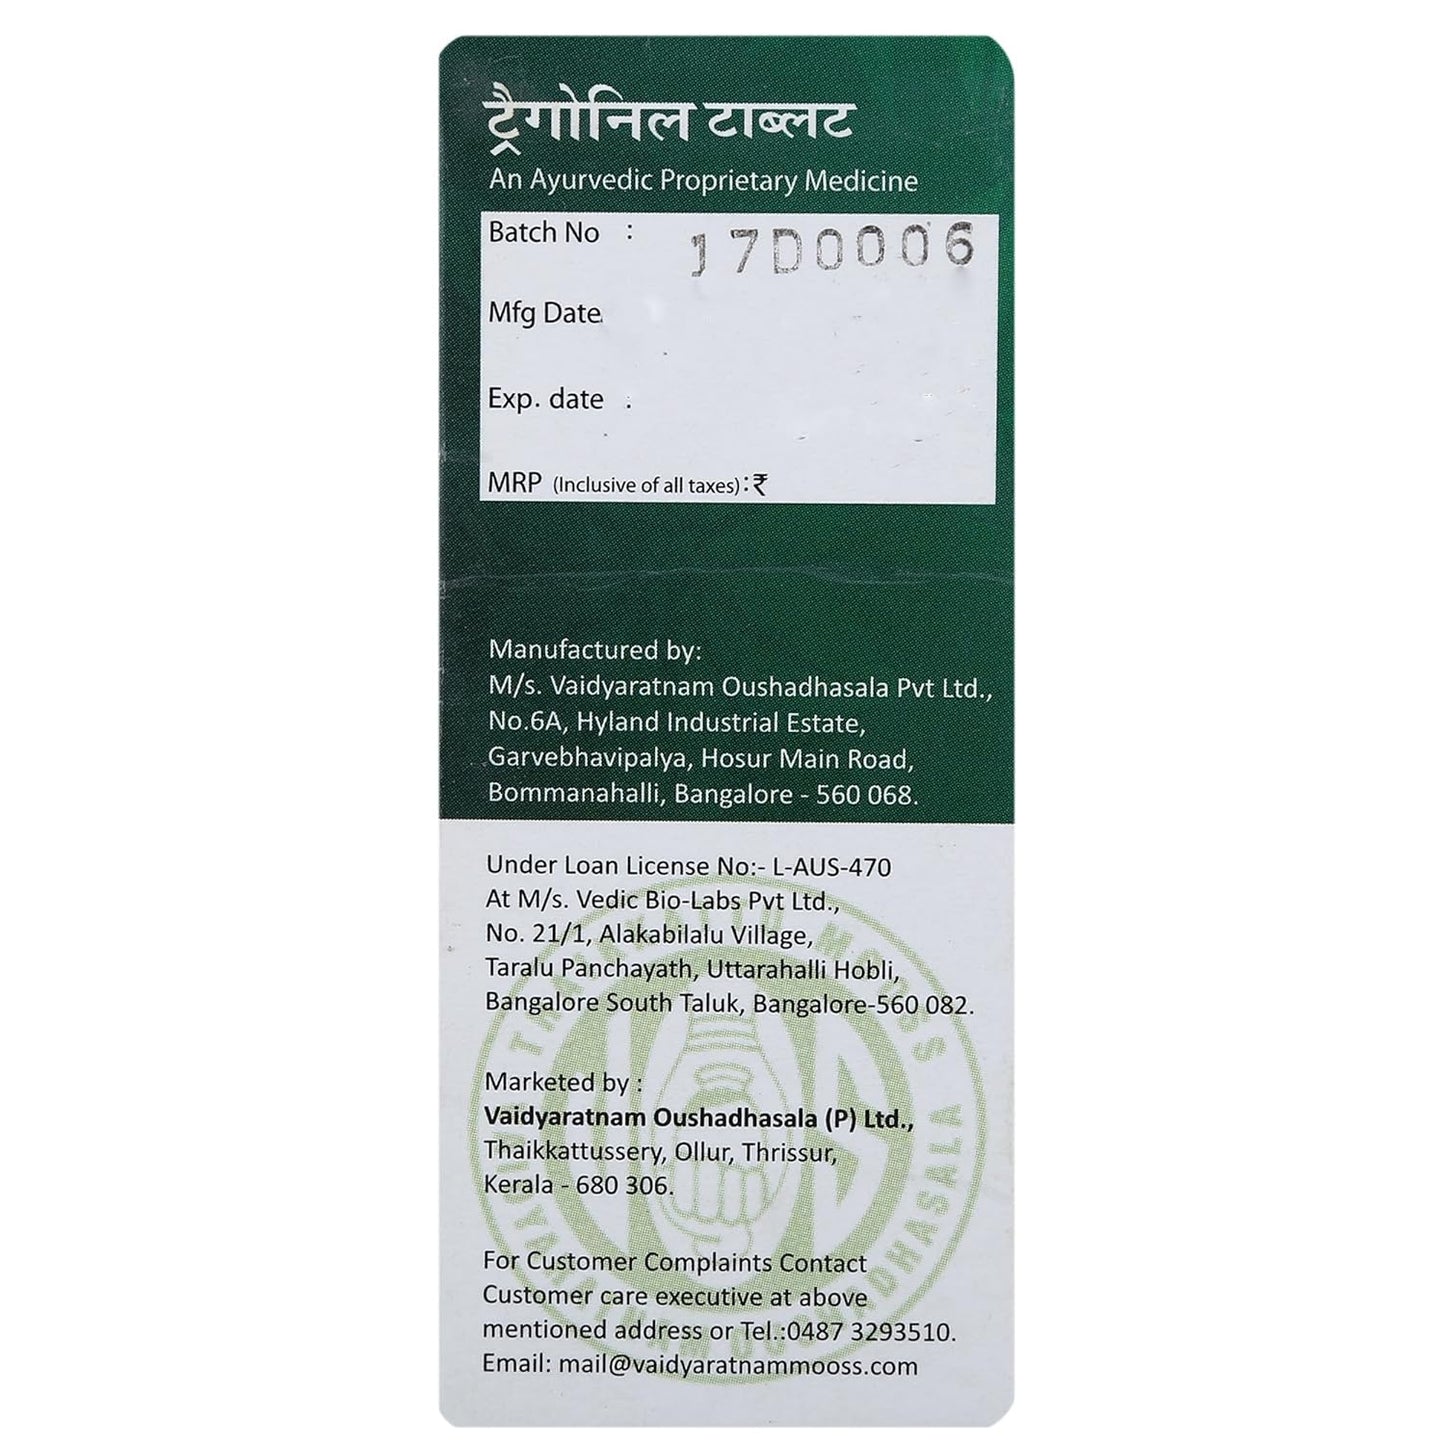 ट्रैगोनिल टाब्लट
An Ayurvedic Proprietary Medicine
Batch No : 17D0006
Mfg Date
Exp. date :
MRP (Inclusive of all taxes) : ₹
Manufactured by:
M/s. Vaidyaratnam Oushadhasala Pvt Ltd.,
No.6A, Hyland Industrial Estate,
Garvebhavipalya, Hosur Main Road,
Bommanahalli, Bangalore - 560 068.
Under Loan License No:- L-AUS-470
At M/s. Vedic Bio-Labs Pvt Ltd.,
No. 21/1, Alakabilalu Village,
Taralu Panchayath, Uttarahalli Hobli,
Bangalore South Taluk, Bangalore-560 082.
Marketed by :
Vaidyaratnam Oushadhasala (P) Ltd.,
Thaikkattussery, Ollur, Thrissur,
Kerala - 680 306.
For Customer Complaints Contact
Customer care executive at above
mentioned address or Tel.:0487 3293510.
Email: mail@vaidyaratnammooss.com